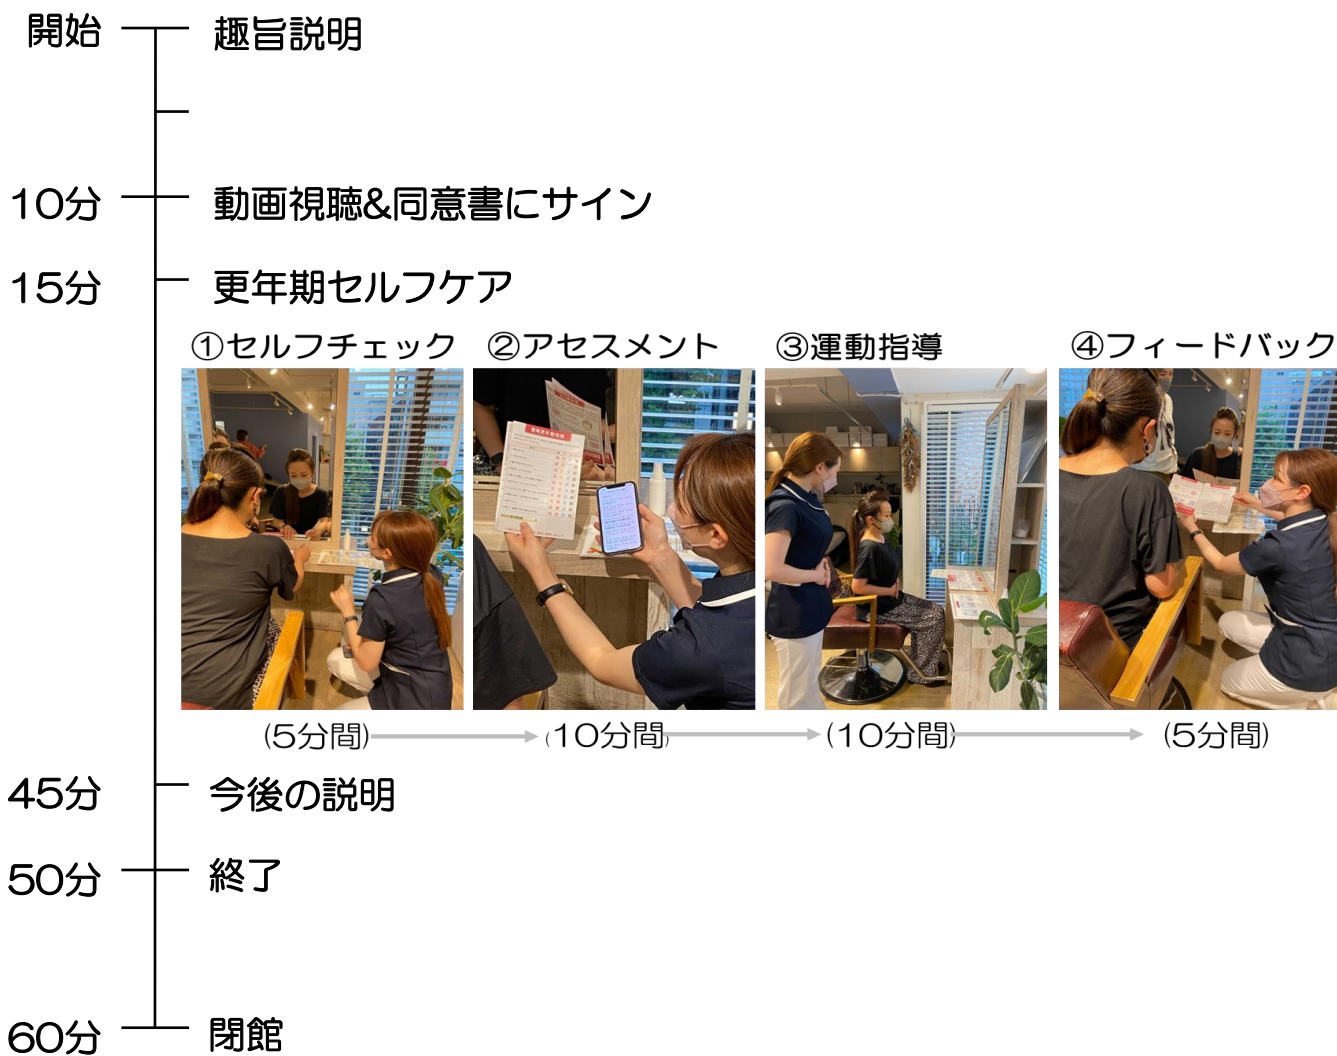 開始 趣旨説明
10分 動画視聴&同意書にサイン
15分 更年期セルフケア
①セルフチェック ②アセスメント ③運動指導 ④フィードバック
(5分間) (10分間) (10分間) (5分間)
45分 今後の説明
50分 終了
60分 閉館